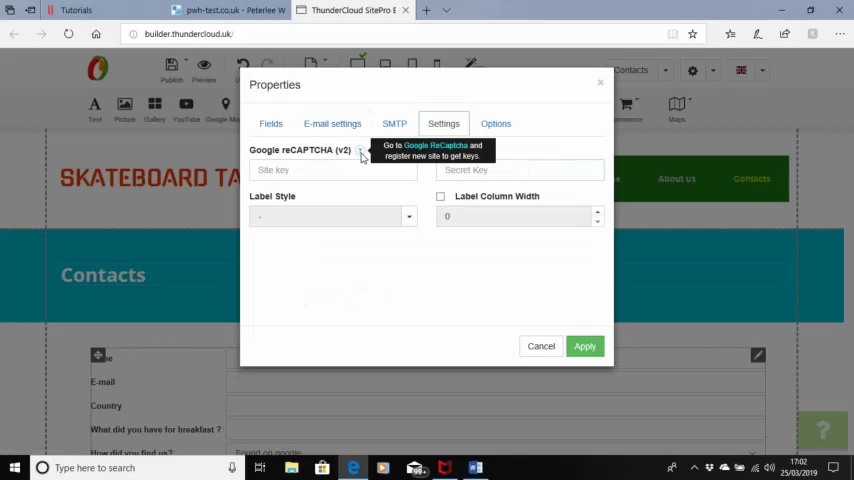 Tutorials
pwh-test.co.uk - Peterlee W
ThunderCloud SitePro E
builder.thundercloud.uk/
Publish
Preview
Contacts
Text
Picture
Gallery
YouTube
Google Ma
ommerce
Maps
Properties
Fields
E-mail settings
SMTP
Settings
Options
Google reCAPTCHA (v2)
Go to Google ReCaptcha and
register new site to get keys.
Site key
Secret Key
Label Style
Label Column Width
-
0
Cancel
Apply
SKATEBOARD TA
me
About us
Contacts
Contacts
me
E-mail
Country
What did you have for breakfast ?
How did you find us?
Found on google
?
Type here to search
99+
17:02
25/03/2019